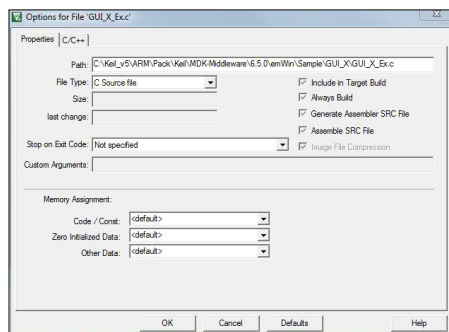 Options for File 'GUI_X_Ex.c'
Properties C/C++
Path: C:\Keil_v5\ARM\Pack\Keil\MDK-Middleware\6.5.0\emWin\Sample\GUI_X\GUI_X_Ex.c
File Type: C Source file
Include in Target Build
Size:
Always Build
last change:
Generate Assembler SRC File
Assemble SRC File
Stop on Exit Code: Not specified
Image File Compression
Custom Arguments:
Memory Assignment:
Code / Const: <default>
Zero Initialized Data: <default>
Other Data: <default>
OK Cancel Defaults Help